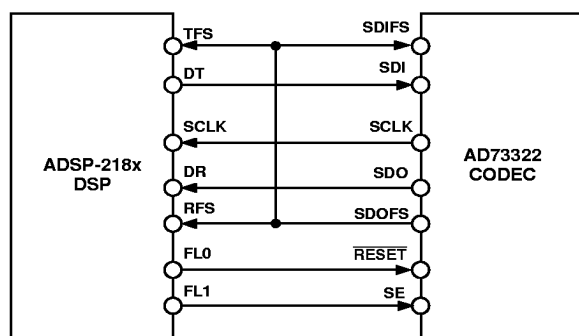 TFS SDIFS
DT SDI
SCLK SCLK
ADSP-218x
DSP
AD73322
CODEC
DR SDO
RFS SDOFS
FL0 RESET
FL1 SE